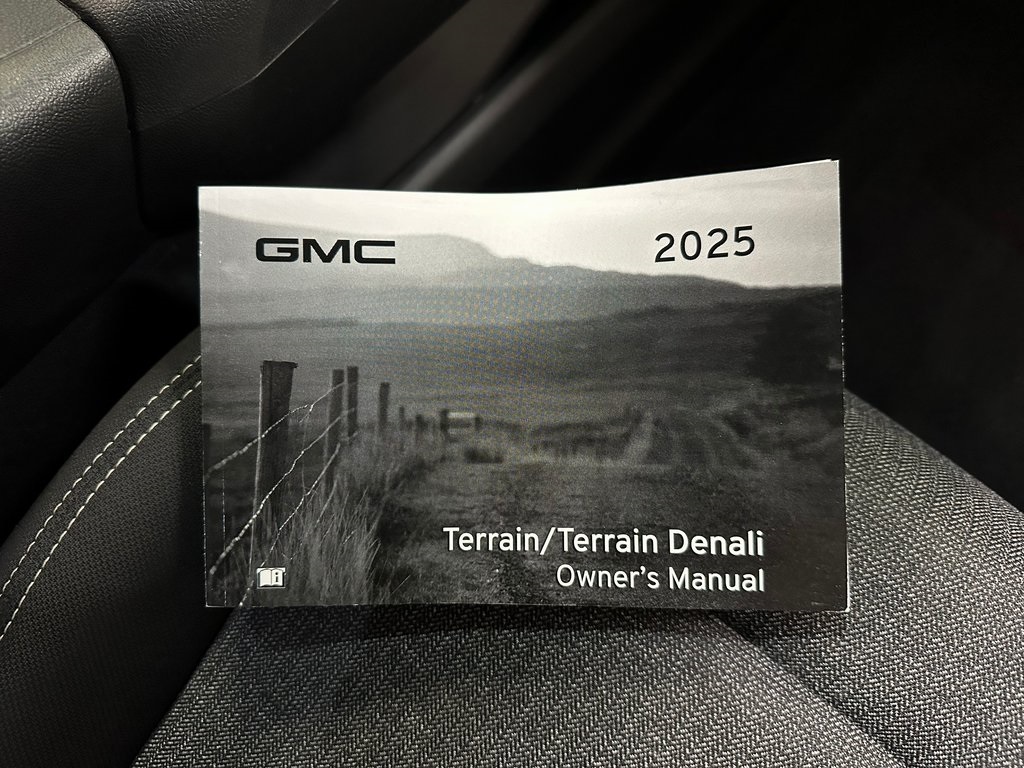 GMC
2025
Terrain/Terrain Denali
Owner's Manual